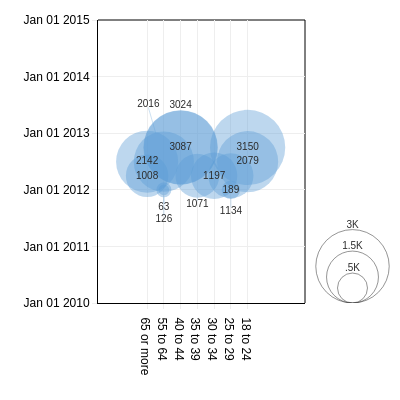 Jan 01 2015
Jan 01 2014
2016 3024
Jan 01 2013
3087 3150
2142 2079
1008 1197
Jan 01 2012
189
63 1071 1134
126
3K
Jan 01 2011
1.5K
.5K
Jan 01 2010
65 or more
55 to 64
40 to 44
35 to 39
30 to 34
25 to 29
18 to 24